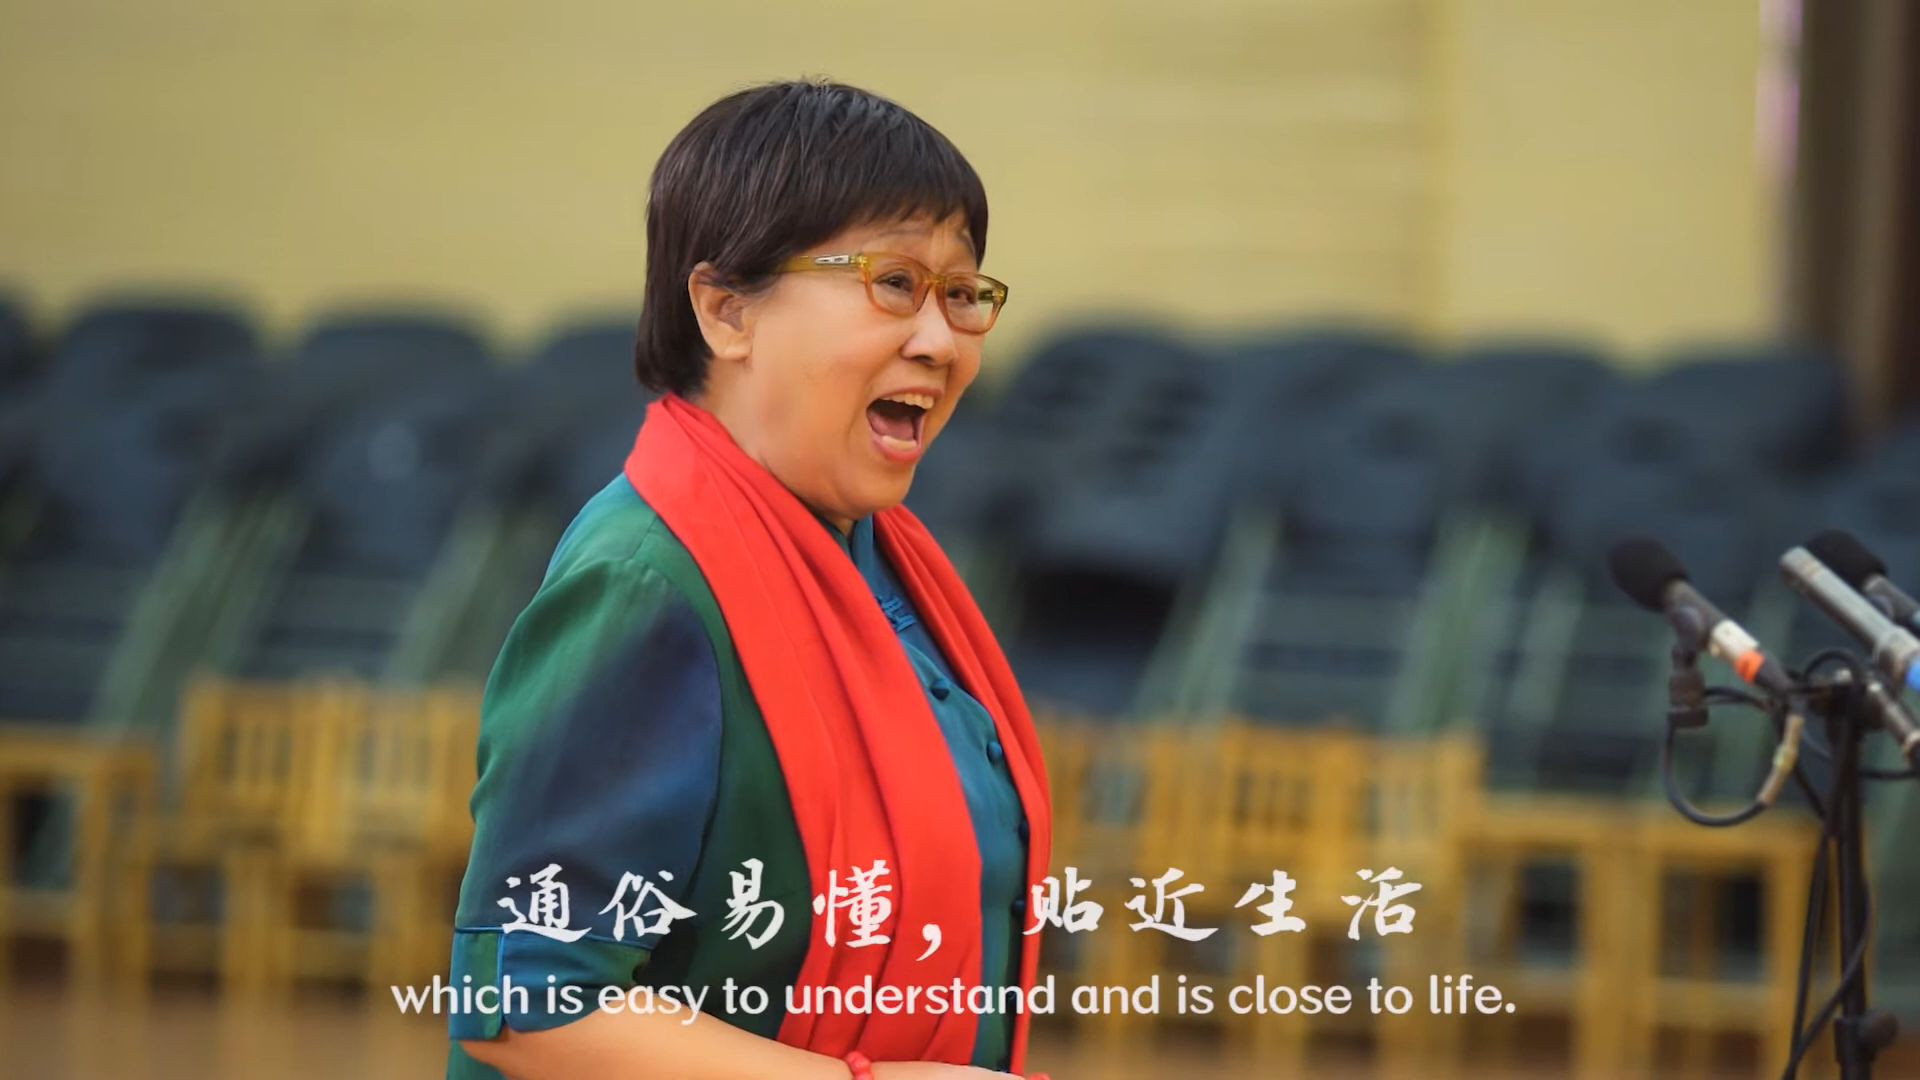 通俗易懂，贴近生活
which is easy to understand and is close to life.